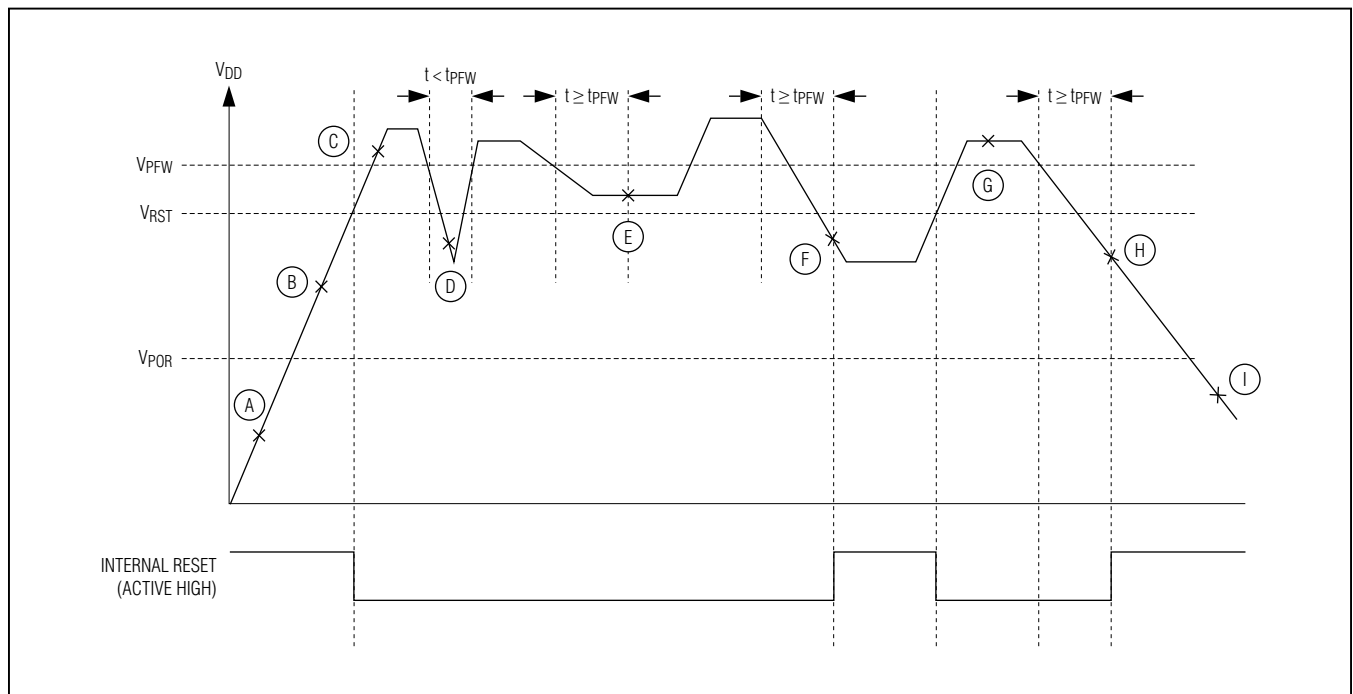 VDD
t < tPFW
t ≥ tPFW
t ≥ tPFW
t ≥ tPFW
C
VPFW
G
VRST
E
F
H
B
D
VPOR
I
A
INTERNAL RESET
(ACTIVE HIGH)